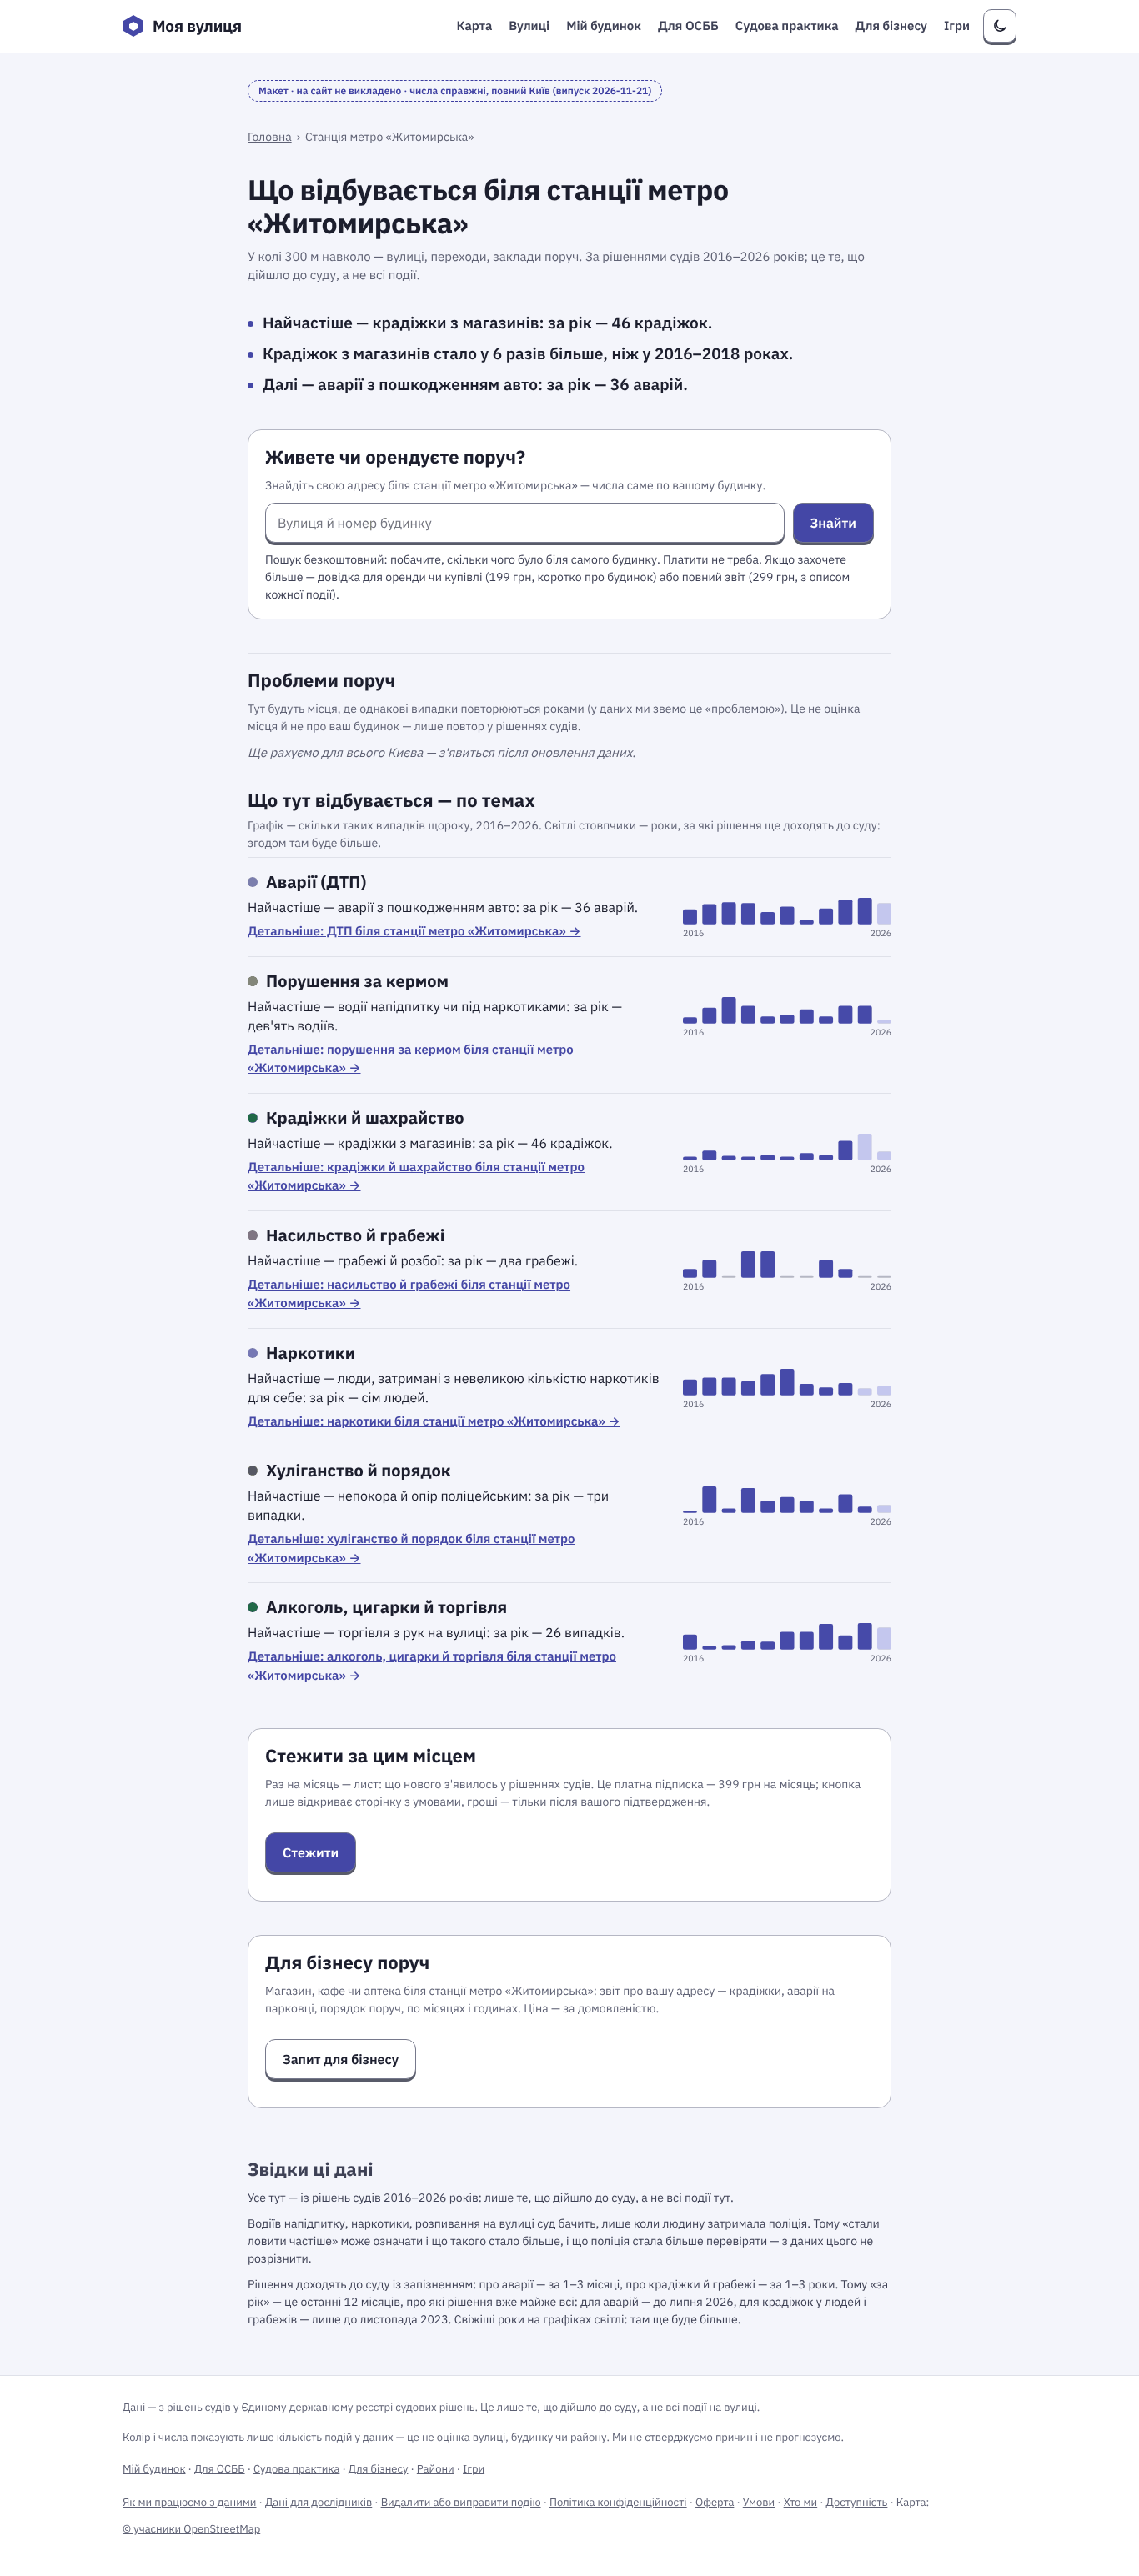 Моя вулиця
Карта Вулиці Мій будинок Для ОСББ Судова практика Для бізнесу Ігри
Макет · на сайт не викладено · числа справжні, повний Київ (випуск 2026-11-21)
Головна › Станція метро «Житомирська»
Що відбувається біля станції метро
«Житомирська»
У колі 300 м навколо — вулиці, переходи, заклади поруч. За рішеннями судів 2016–2026 років; це те, що
дійшло до суду, а не всі події.
Найчастіше — крадіжки з магазинів: за рік — 46 крадіжок.
Крадіжок з магазинів стало у 6 разів більше, ніж у 2016–2018 роках.
Далі — аварії з пошкодженням авто: за рік — 36 аварій.
Живете чи орендуєте поруч?
Знайдіть свою адресу біля станції метро «Житомирська» — числа саме по вашому будинку.
Вулиця й номер будинку
Знайти
Пошук безкоштовний: побачите, скільки чого було біля самого будинку. Платити не треба. Якщо захочете
більше — довідка для оренди чи купівлі (199 грн, коротко про будинок) або повний звіт (299 грн, з описом
кожної події).
Проблеми поруч
Тут будуть місця, де однакові випадки повторюються роками (у даних ми звемо це «проблемою»). Це не оцінка
місця й не про ваш будинок — лише повтор у рішеннях судів.
Ще рахуємо для всього Києва — з'явиться після оновлення даних.
Що тут відбувається — по темах
Графік — скільки таких випадків щороку, 2016–2026. Світлі стовпчики — роки, за які рішення ще доходять до суду:
згодом там буде більше.
Аварії (ДТП)
Найчастіше — аварії з пошкодженням авто: за рік — 36 аварій.
Детальніше: ДТП біля станції метро «Житомирська» →
2016 2026
Порушення за кермом
Найчастіше — водії напідпитку чи під наркотиками: за рік —
дев'ять водіїв.
Детальніше: порушення за кермом біля станції метро
«Житомирська» →
2016 2026
Крадіжки й шахрайство
Найчастіше — крадіжки з магазинів: за рік — 46 крадіжок.
Детальніше: крадіжки й шахрайство біля станції метро
«Житомирська» →
2016 2026
Насильство й грабежі
Найчастіше — грабежі й розбої: за рік — два грабежі.
Детальніше: насильство й грабежі біля станції метро
«Житомирська» →
2016 2026
Наркотики
Найчастіше — люди, затримані з невеликою кількістю наркотиків
для себе: за рік — сім людей.
Детальніше: наркотики біля станції метро «Житомирська» →
2016 2026
Хуліганство й порядок
Найчастіше — непокора й опір поліцейським: за рік — три
випадки.
Детальніше: хуліганство й порядок біля станції метро
«Житомирська» →
2016 2026
Алкоголь, цигарки й торгівля
Найчастіше — торгівля з рук на вулиці: за рік — 26 випадків.
Детальніше: алкоголь, цигарки й торгівля біля станції метро
«Житомирська» →
2016 2026
Стежити за цим місцем
Раз на місяць — лист: що нового з'явилось у рішеннях судів. Це платна підписка — 399 грн на місяць; кнопка
лише відкриває сторінку з умовами, гроші — тільки після вашого підтвердження.
Стежити
Для бізнесу поруч
Магазин, кафе чи аптека біля станції метро «Житомирська»: звіт про вашу адресу — крадіжки, аварії на
парковці, порядок поруч, по місяцях і годинах. Ціна — за домовленістю.
Запит для бізнесу
Звідки ці дані
Усе тут — із рішень судів 2016–2026 років: лише те, що дійшло до суду, а не всі події тут.
Водіїв напідпитку, наркотики, розпивання на вулиці суд бачить, лише коли людину затримала поліція. Тому «стали
ловити частіше» може означати і що такого стало більше, і що поліція стала більше перевіряти — з даних цього не
розрізнити.
Рішення доходять до суду із запізненням: про аварії — за 1–3 місяці, про крадіжки й грабежі — за 1–3 роки. Тому «за
рік» — це останні 12 місяців, про які рішення вже майже всі: для аварій — до липня 2026, для крадіжок у людей і
грабежів — лише до листопада 2023. Свіжіші роки на графіках світлі: там ще буде більше.
Дані — з рішень судів у Єдиному державному реєстрі судових рішень. Це лише те, що дійшло до суду, а не всі події на вулиці.
Колір і числа показують лише кількість подій у даних — це не оцінка вулиці, будинку чи району. Ми не стверджуємо причин і не прогнозуємо.
Мій будинок · Для ОСББ · Судова практика · Для бізнесу · Райони · Ігри
Як ми працюємо з даними · Дані для дослідників · Видалити або виправити подію · Політика конфіденційності · Оферта · Умови · Хто ми · Доступність · Карта:
© учасники OpenStreetMap